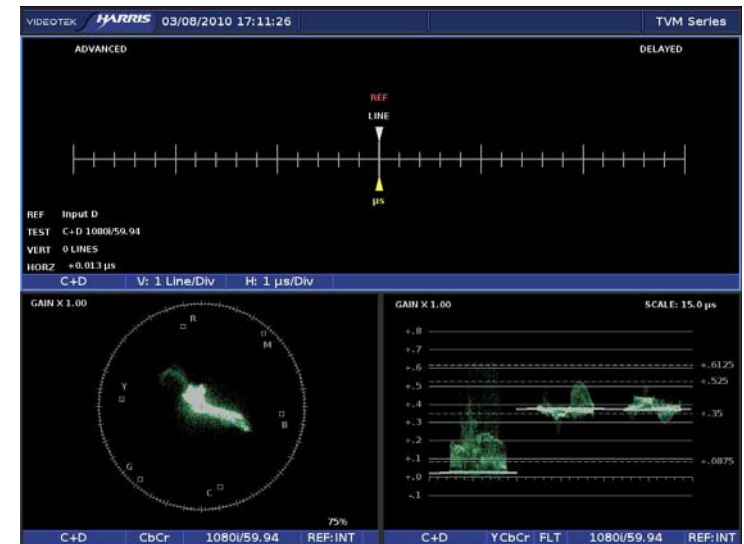 VIDEOTEK HARRIS 03/08/2010 17:11:26 TVM Series
ADVANCED DELAYED
REF
LINE
µs
REF Input D
TEST C+D 1080i/59.94
VERT 0 LINES
HORZ +0.013 µs
C+D V: 1 Line/Div H: 1 µs/Div
GAIN X 1.00
R
M
Y
B
G
C
75%
C+D CbCr 1080i/59.94 REF:INT
GAIN X 1.00 SCALE: 15.0 µs
+.8
+.7
+.6 +.6125
+.5 +.525
+.4
+.3 +.35
+.2
+.1 +.0875
+.0
-.1
C+D YCbCr FLT 1080i/59.94 REF:INT